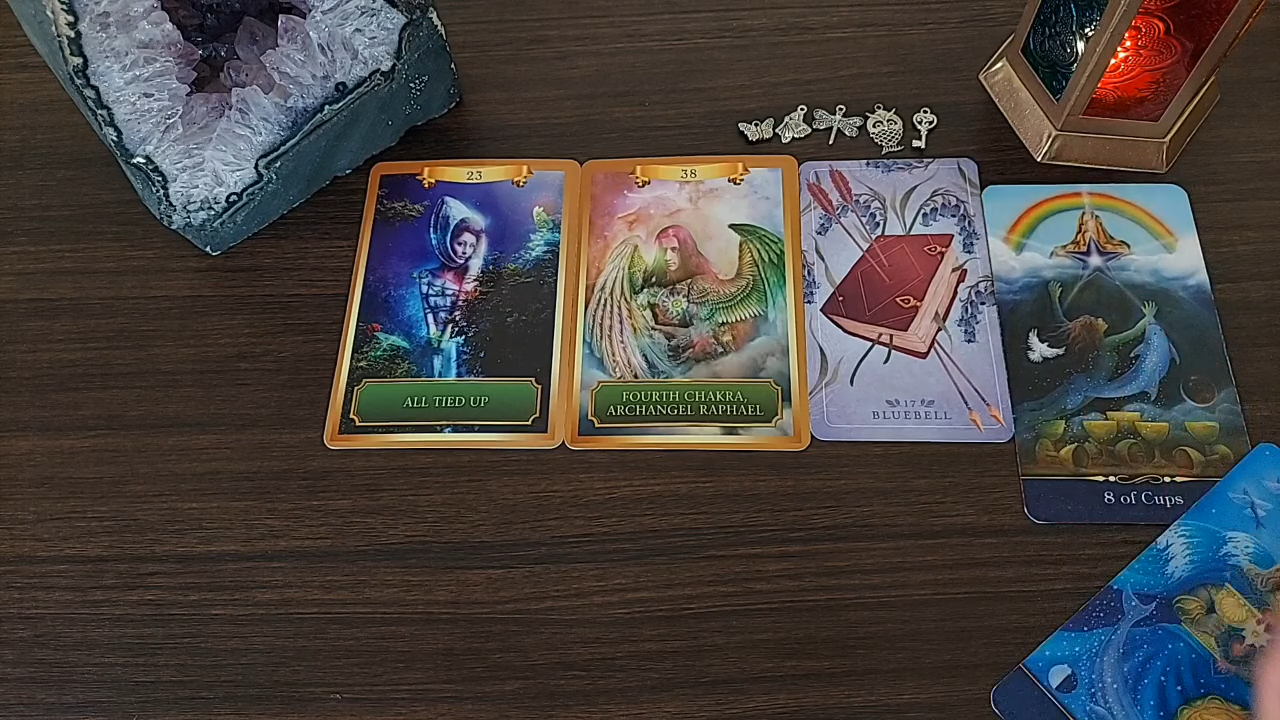 23
ALL TIED UP
38
FOURTH CHAKRA,
ARCHANGEL RAPHAEL
17
BLUEBELL
8 of Cups